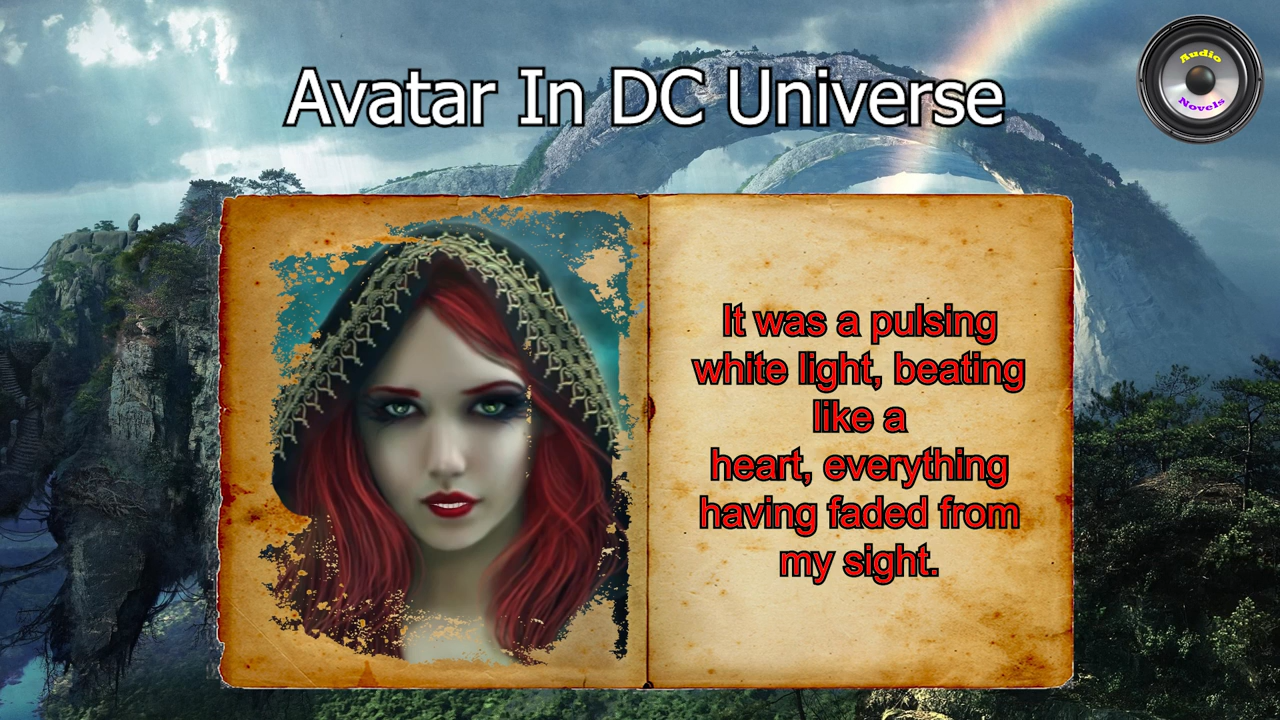 Avatar In DC Universe
Audio
Novels
It was a pulsing
white light, beating
like a
heart, everything
having faded from
my sight.